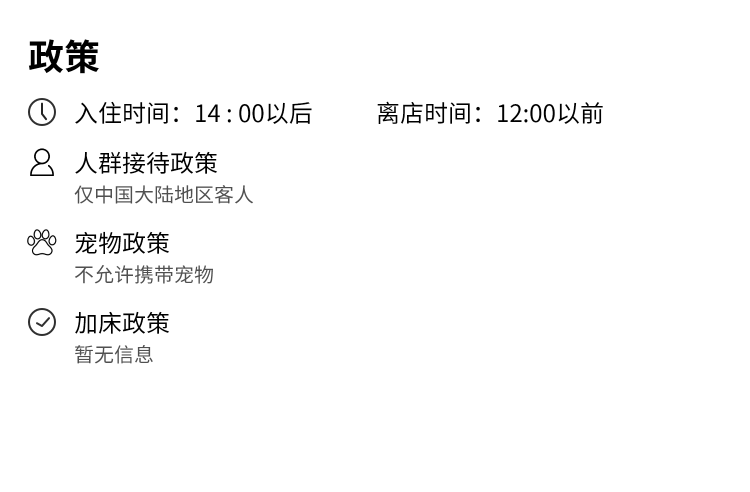 政策
入住时间：14 : 00以后 离店时间：12:00以前
人群接待政策
仅中国大陆地区客人
宠物政策
不允许携带宠物
加床政策
暂无信息